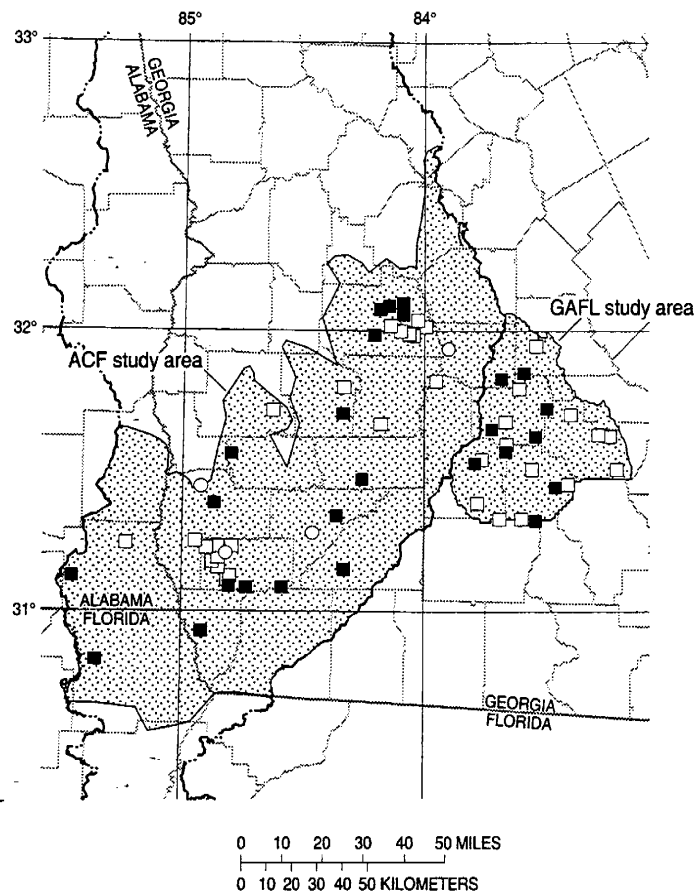 85° 84°
33°
GEORGIA
ALABAMA
GAFL study area
32°
ACF study area
31°
ALABAMA
FLORIDA
GEORGIA
FLORIDA
0 10 20 30 40 50 MILES
0 10 20 30 40 50 KILOMETERS